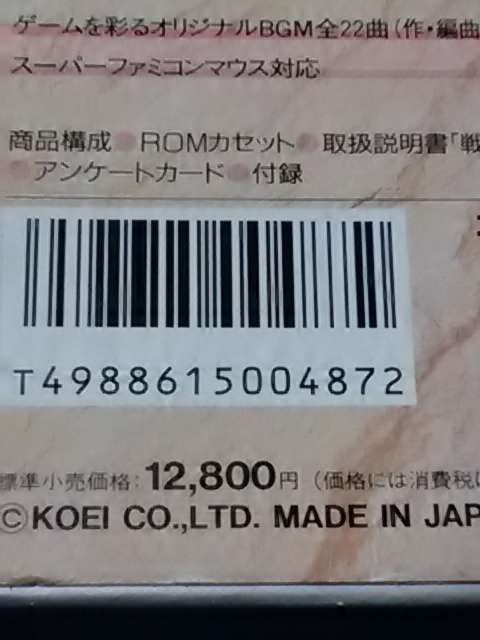 ゲームを彩るオリジナルBGM全22曲(作・編曲
スーパーファミコンマウス対応
商品構成●ROMカセット●取扱説明書「戦
●アンケートカード●付録
T4988615004872
標準小売価格:12,800円(価格には消費税
©KOEI CO.,LTD. MADE IN JAP